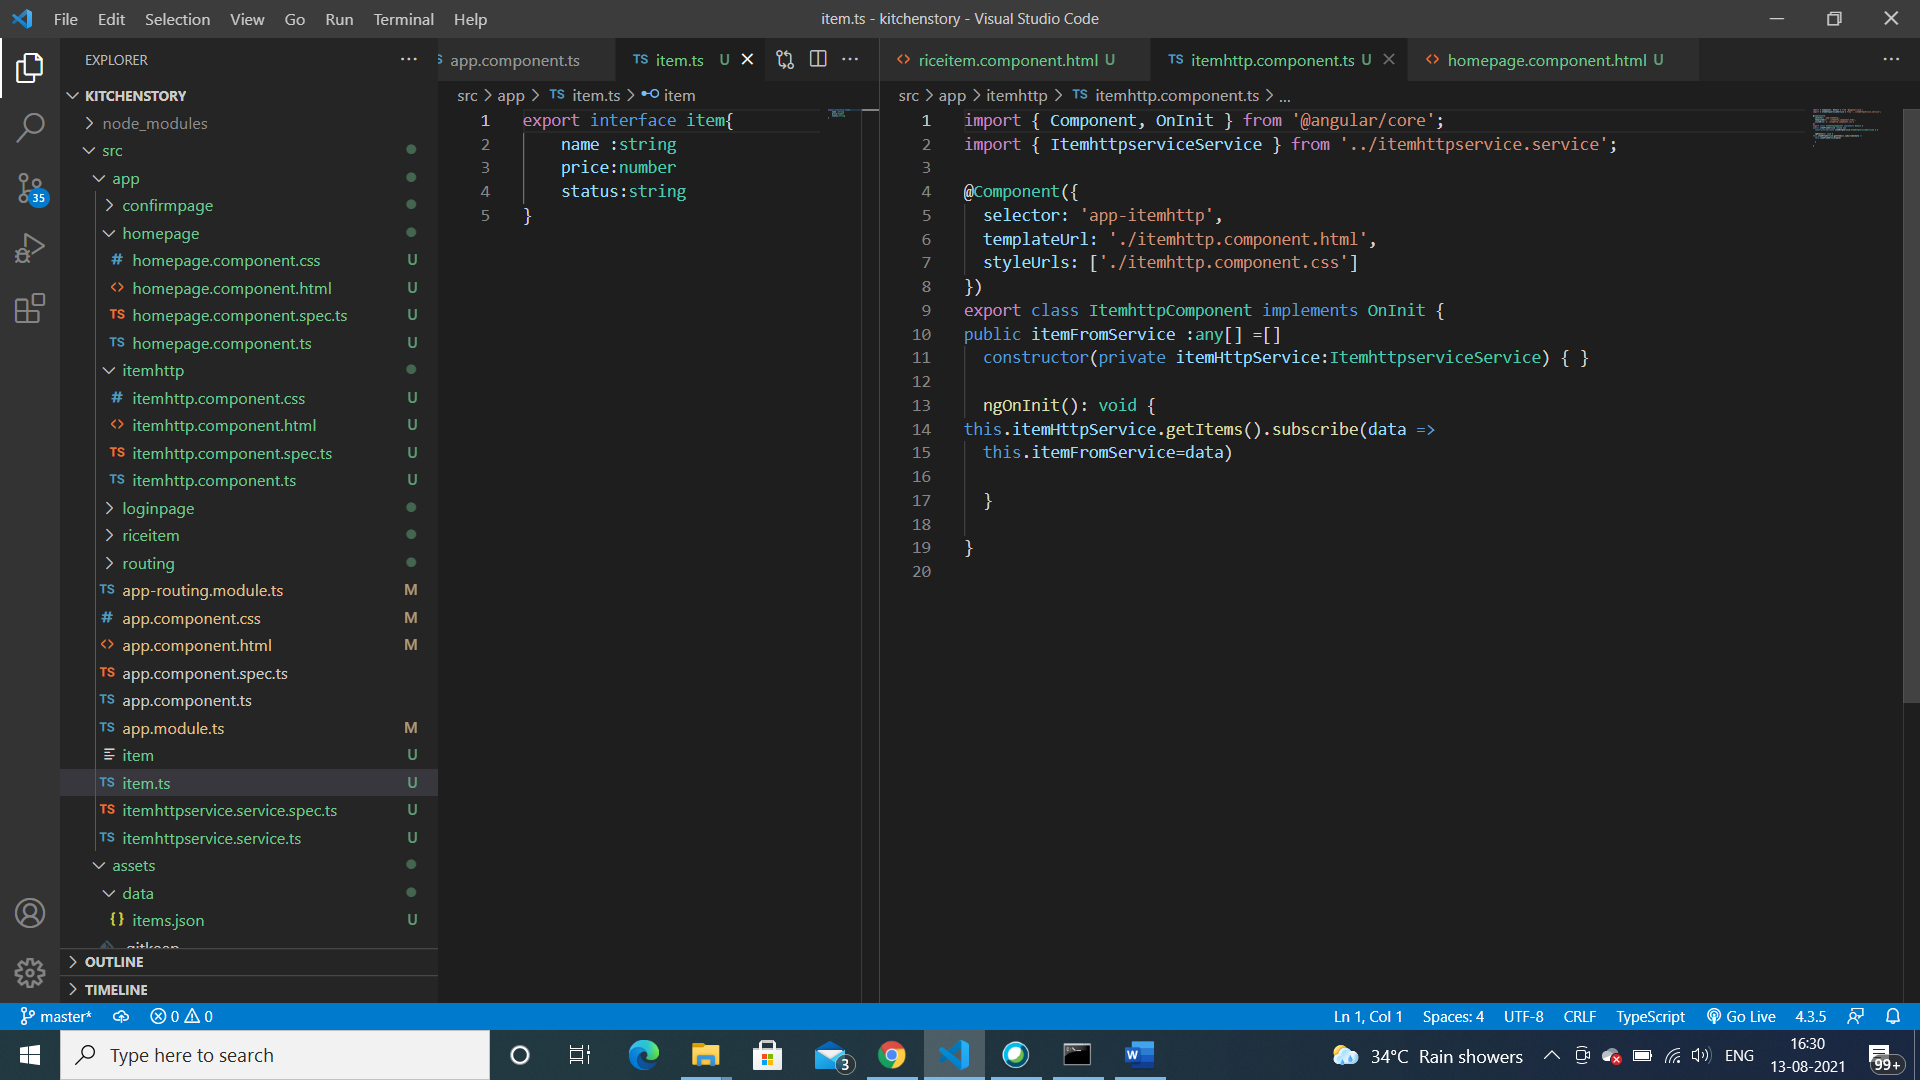 File Edit Selection View Go Run Terminal Help
item.ts - kitchenstory - Visual Studio Code
EXPLORER
KITCHENSTORY
node_modules
src
app
confirmpage
homepage
homepage.component.css U
homepage.component.html U
homepage.component.spec.ts U
homepage.component.ts U
itemhttp
itemhttp.component.css U
itemhttp.component.html U
itemhttp.component.spec.ts U
itemhttp.component.ts U
loginpage
riceitem
routing
app-routing.module.ts M
app.component.css M
app.component.html M
app.component.spec.ts
app.component.ts
app.module.ts M
item U
item.ts U
itemhttpservice.service.spec.ts U
itemhttpservice.service.ts U
assets
data
items.json U
.gitkeep
OUTLINE
TIMELINE
35
app.component.ts
TS item.ts U
src > app > TS item.ts > item
1 export interface item{
2 name :string
3 price:number
4 status:string
5 }
riceitem.component.html U
TS itemhttp.component.ts U
homepage.component.html U
src > app > itemhttp > TS itemhttp.component.ts > ...
1 import { Component, OnInit } from '@angular/core';
2 import { ItemhttpserviceService } from '../itemhttpservice.service';
3
4 @Component({
5 selector: 'app-itemhttp',
6 templateUrl: './itemhttp.component.html',
7 styleUrls: ['./itemhttp.component.css']
8 })
9 export class ItemhttpComponent implements OnInit {
10 public itemFromService :any[] =[]
11 constructor(private itemHttpService:ItemhttpserviceService) { }
12
13 ngOnInit(): void {
14 this.itemHttpService.getItems().subscribe(data =>
15 this.itemFromService=data)
16
17 }
18
19 }
20
master* 0 0
Ln 1, Col 1 Spaces: 4 UTF-8 CRLF TypeScript Go Live 4.3.5
Type here to search
3
34°C Rain showers
ENG
16:30
13-08-2021
99+